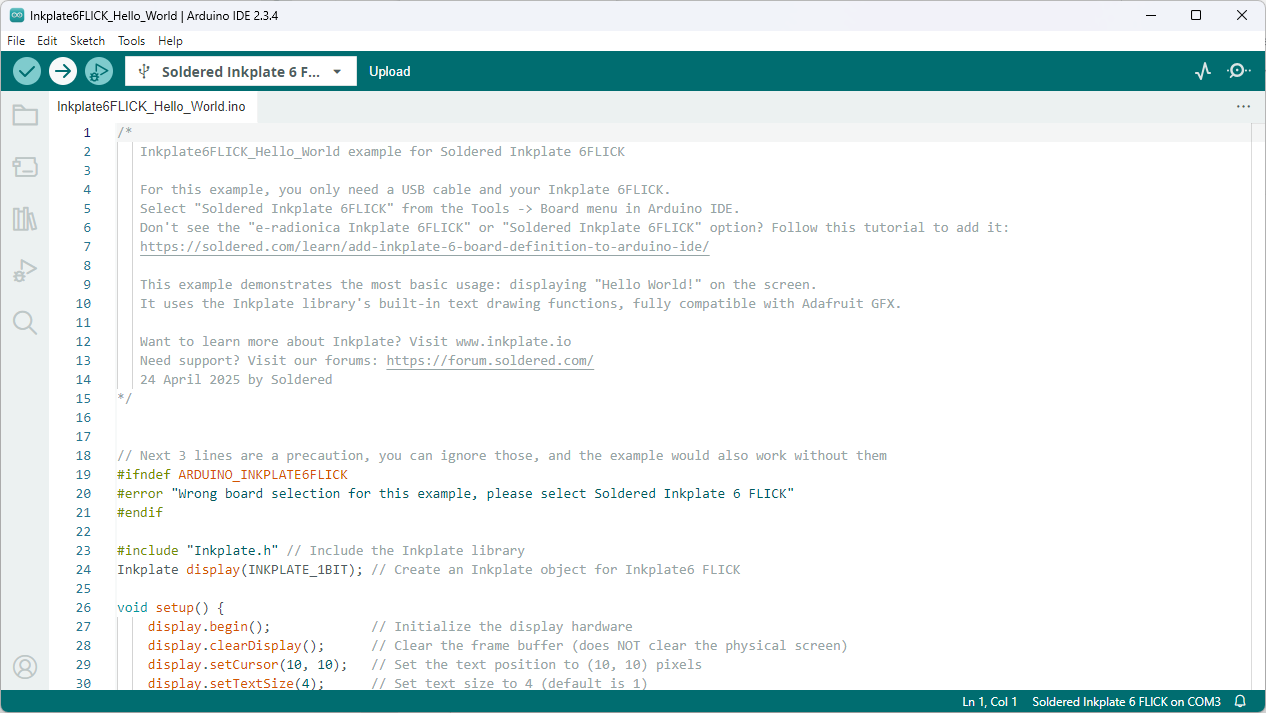 Inkplate6FLICK_Hello_World | Arduino IDE 2.3.4
File Edit Sketch Tools Help
Soldered Inkplate 6 F... Upload
Inkplate6FLICK_Hello_World.ino
1 /*
2 Inkplate6FLICK_Hello_World example for Soldered Inkplate 6FLICK
3
4 For this example, you only need a USB cable and your Inkplate 6FLICK.
5 Select "Soldered Inkplate 6FLICK" from the Tools -> Board menu in Arduino IDE.
6 Don't see the "e-radionica Inkplate 6FLICK" or "Soldered Inkplate 6FLICK" option? Follow this tutorial to add it:
7 https://soldered.com/learn/add-inkplate-6-board-definition-to-arduino-ide/
8
9 This example demonstrates the most basic usage: displaying "Hello World!" on the screen.
10 It uses the Inkplate library's built-in text drawing functions, fully compatible with Adafruit GFX.
11
12 Want to learn more about Inkplate? Visit www.inkplate.io
13 Need support? Visit our forums: https://forum.soldered.com/
14 24 April 2025 by Soldered
15 */
16
17
18 // Next 3 lines are a precaution, you can ignore those, and the example would also work without them
19 #ifndef ARDUINO_INKPLATE6FLICK
20 #error "Wrong board selection for this example, please select Soldered Inkplate 6 FLICK"
21 #endif
22
23 #include "Inkplate.h" // Include the Inkplate library
24 Inkplate display(INKPLATE_1BIT); // Create an Inkplate object for Inkplate6 FLICK
25
26 void setup() {
27 display.begin(); // Initialize the display hardware
28 display.clearDisplay(); // Clear the frame buffer (does NOT clear the physical screen)
29 display.setCursor(10, 10); // Set the text position to (10, 10) pixels
30 display.setTextSize(4); // Set text size to 4 (default is 1)
Ln 1, Col 1 Soldered Inkplate 6 FLICK on COM3